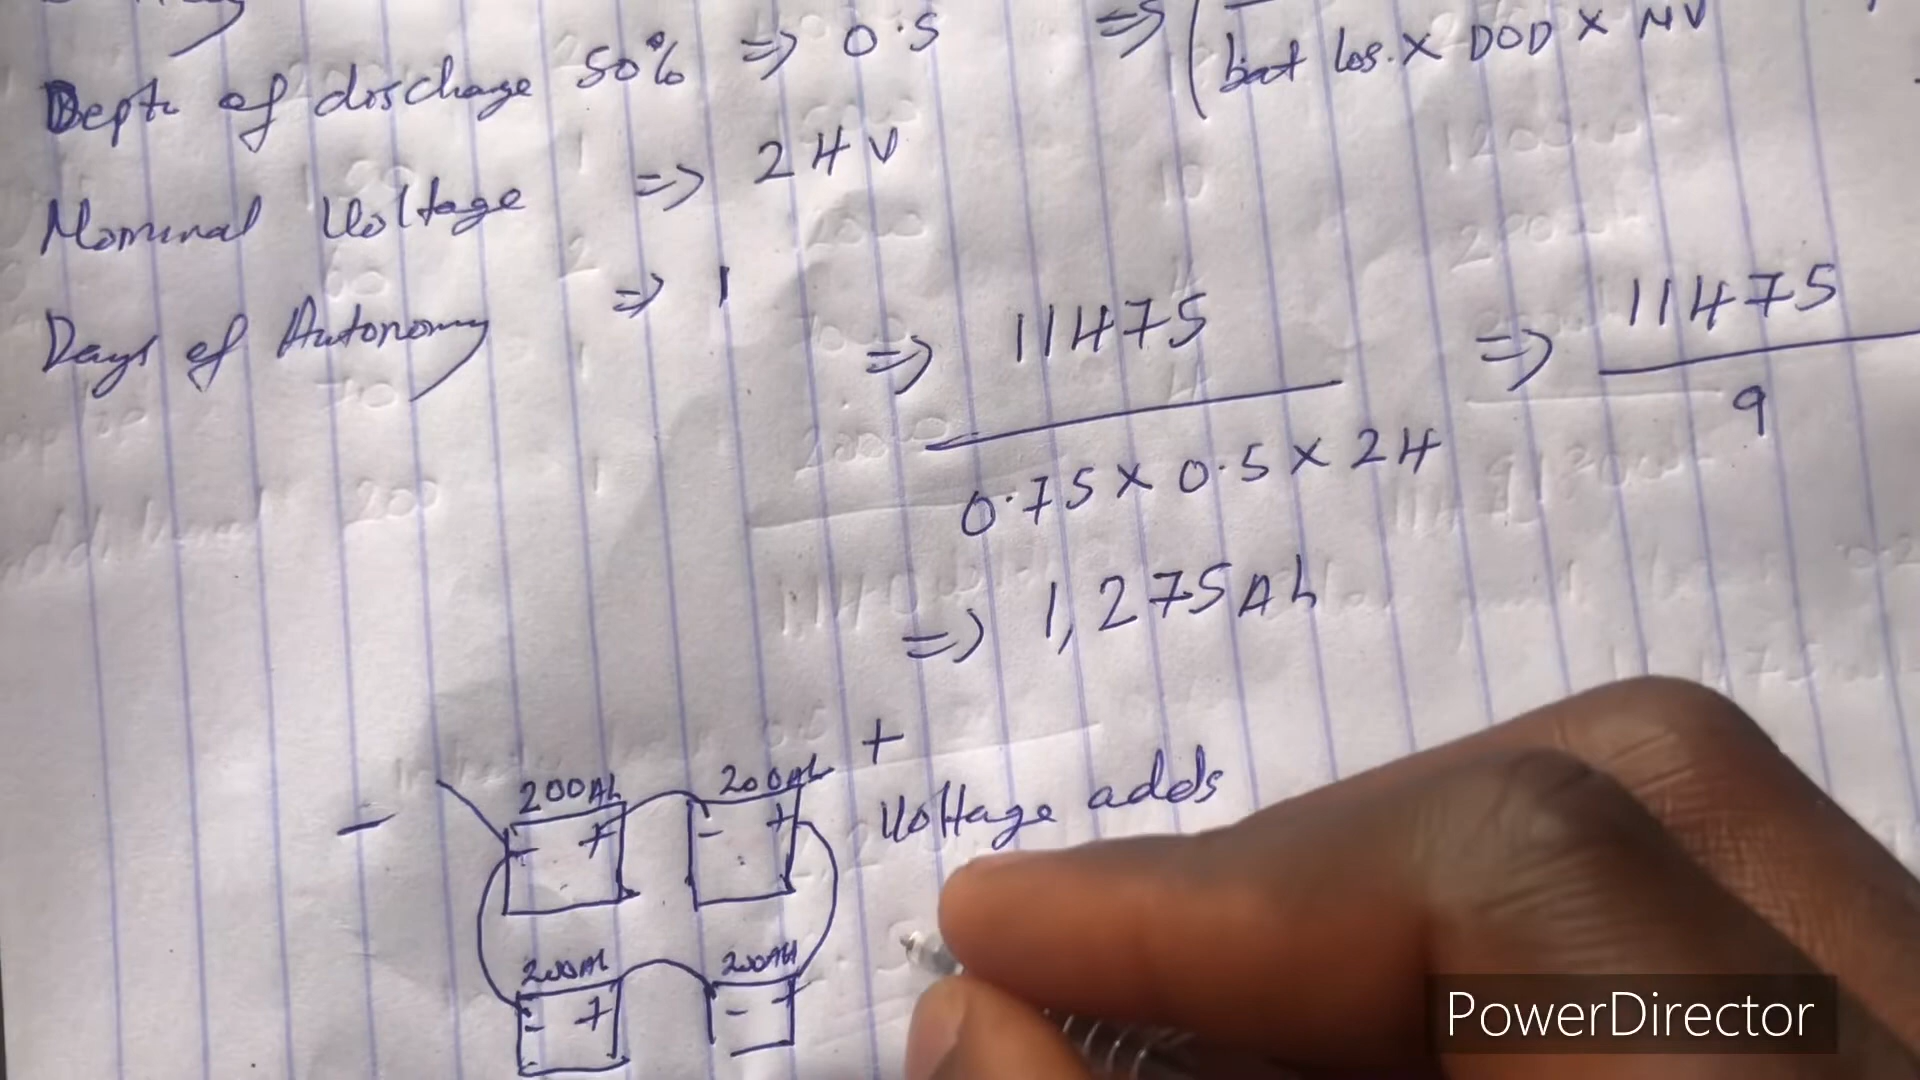 Depth of discharge 50% => 0.5
=> ( bat los. X DOD X NV
Nominal Voltage => 24V
Days of Autonomy => 1
=> 11475
0.75 X 0.5 X 24
=> 11475
9
=> 1,275Ah
- +
200Ah 200Ah
- + - +
Voltage adds
200Ah 200AH
- + - +
PowerDirector